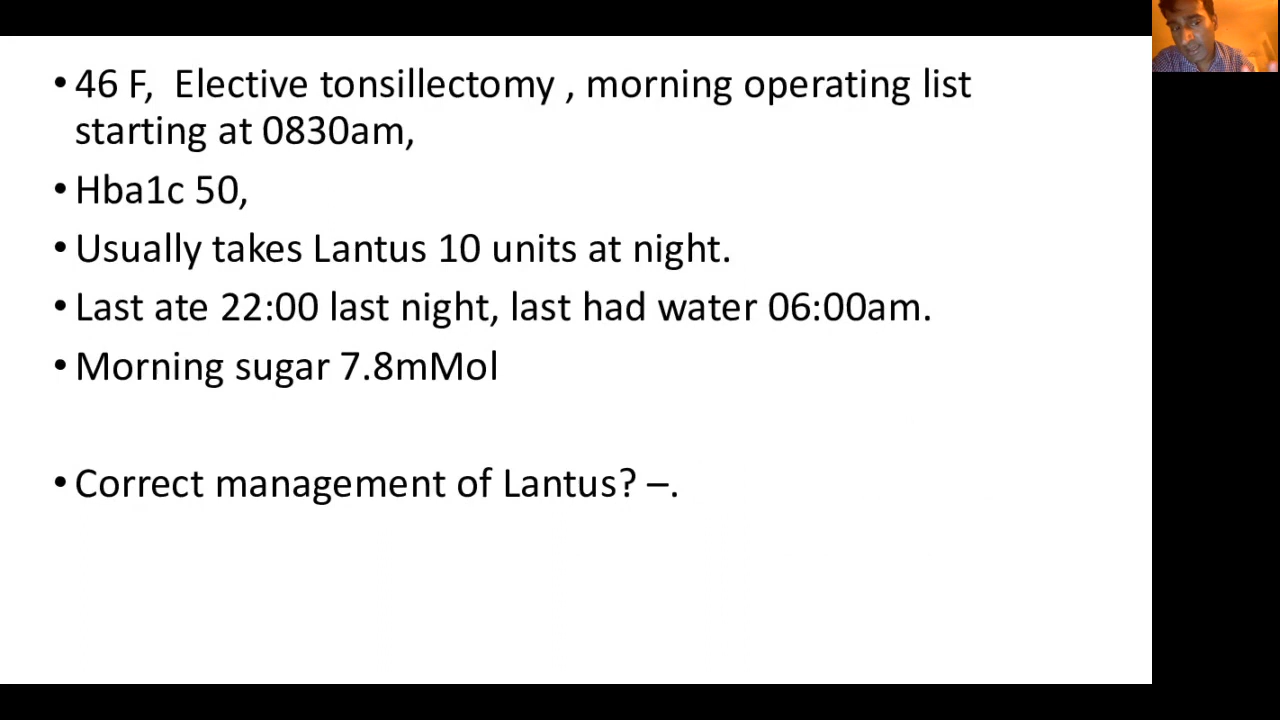 • 46 F,  Elective tonsillectomy , morning operating list
starting at 0830am,
• Hba1c 50,
• Usually takes Lantus 10 units at night.
• Last ate 22:00 last night, last had water 06:00am.
• Morning sugar 7.8mMol
• Correct management of Lantus? –.